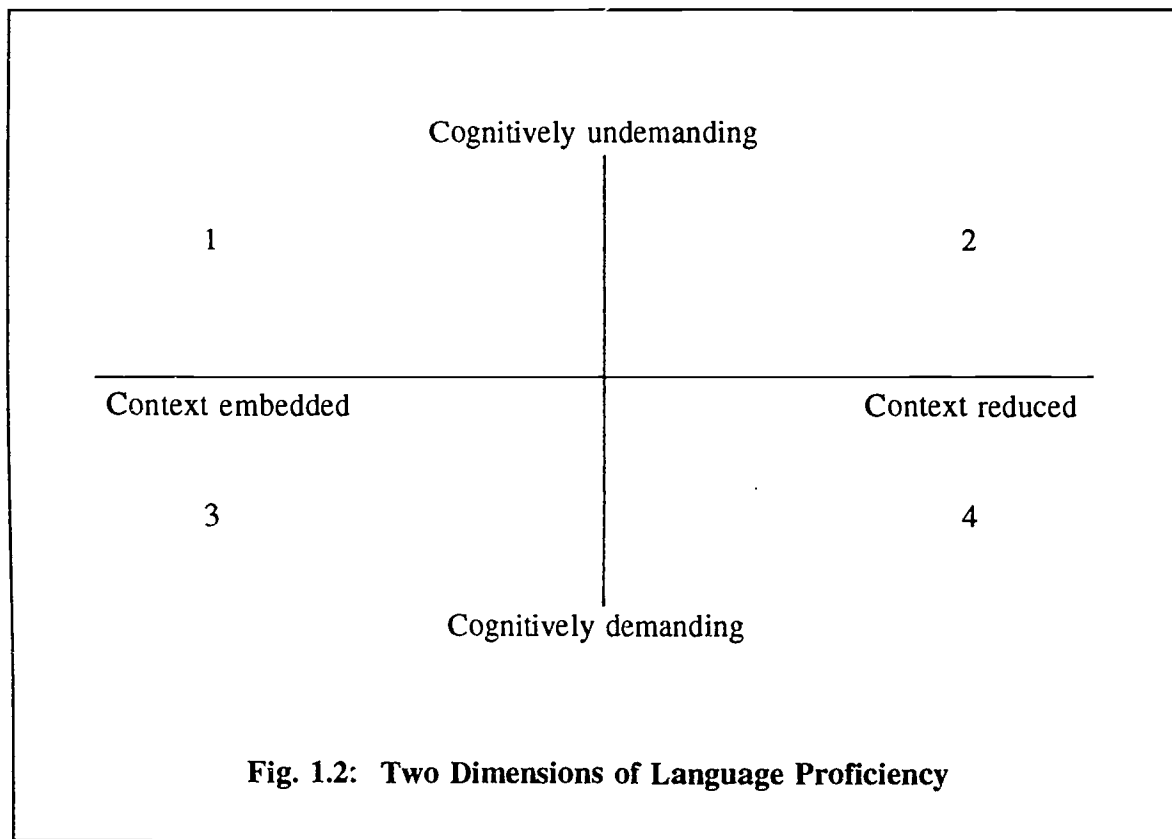 Cognitively undemanding
1 2
Context embedded Context reduced
3 4
Cognitively demanding
Fig. 1.2: Two Dimensions of Language Proficiency